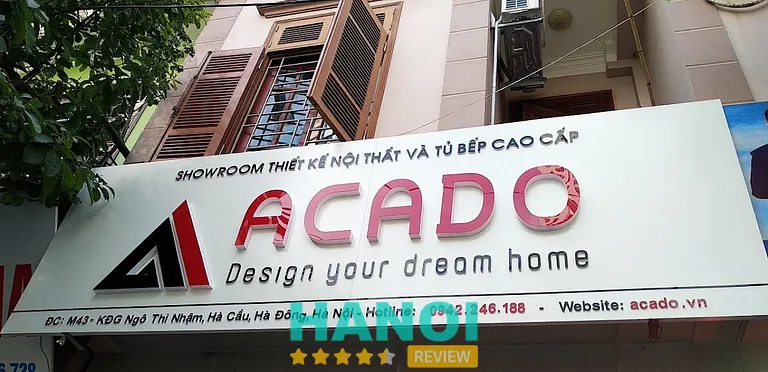 SHOWROOM THIẾT KẾ NỘI THẤT VÀ TỦ BẾP CAO CẤP
ACADO
Design your dream home
ĐC: M43 - KĐG Ngô Thì Nhậm, Hà Cầu, Hà Đông, Hà Nội - Hotline: 0942.246.188 - Website: acado.vn
HANOI
REVIEW